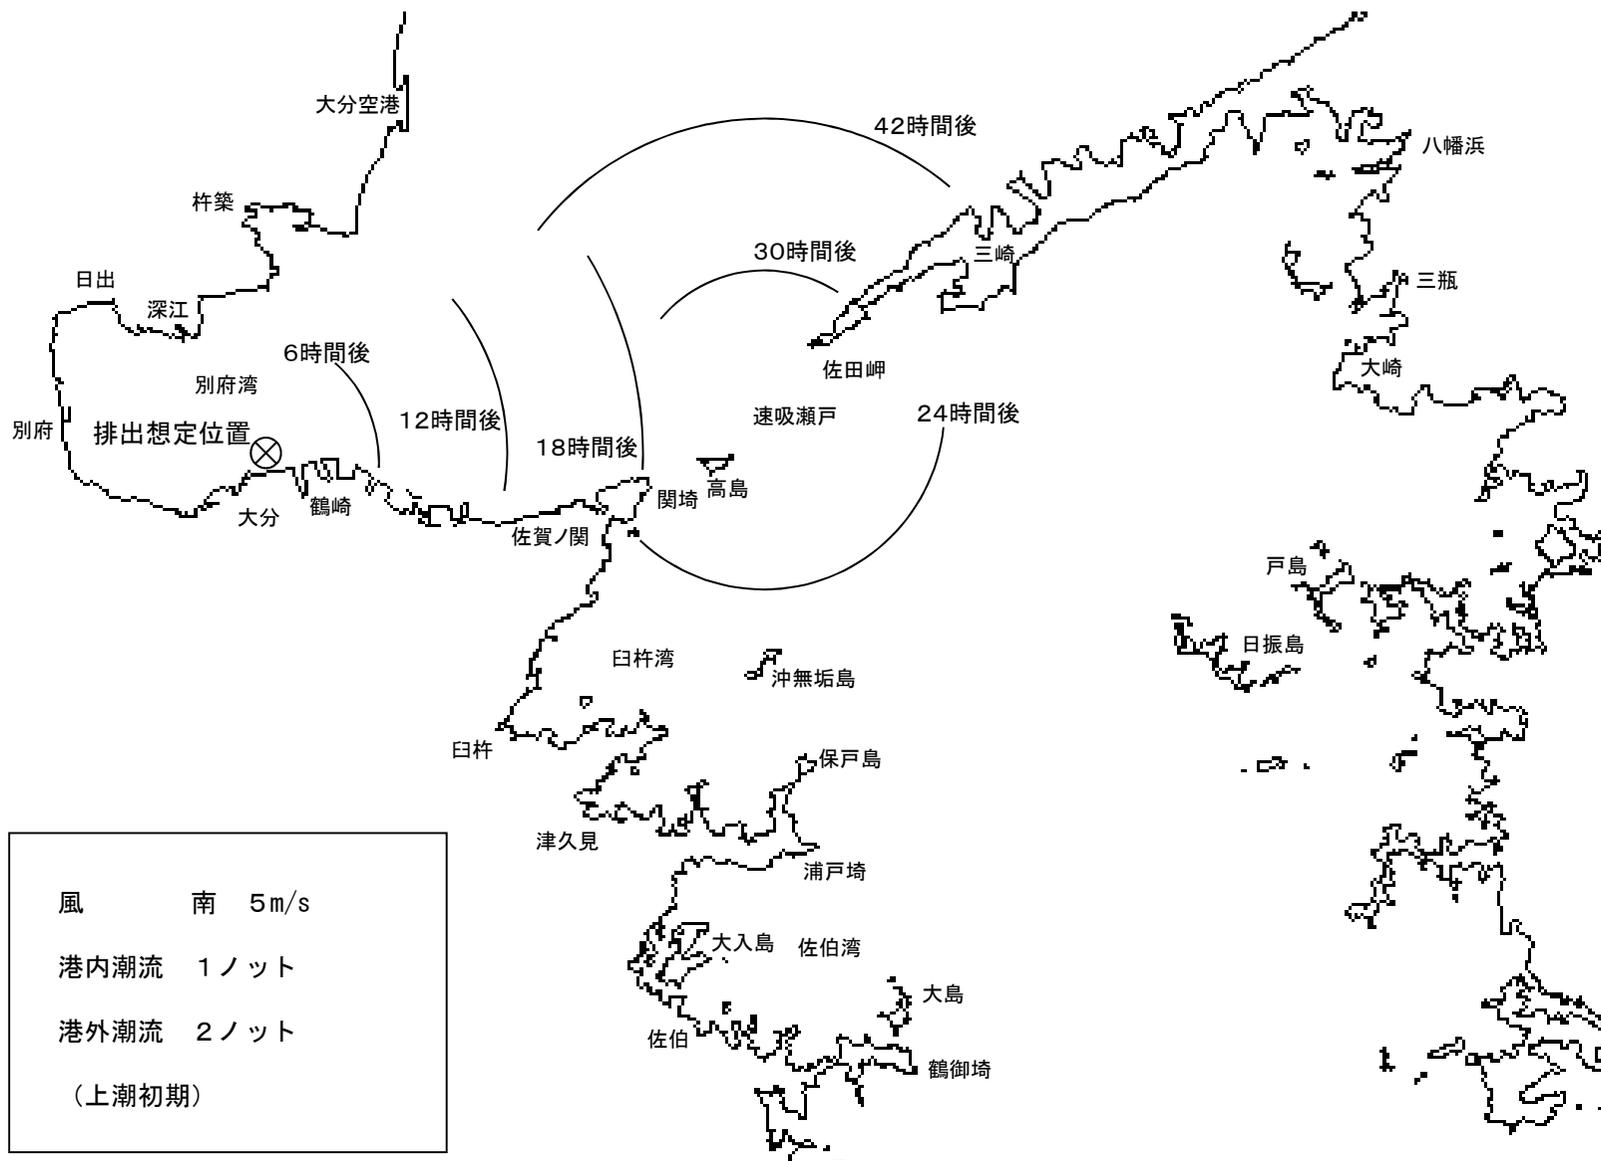 大分空港
42時間後
八幡浜
杵築
30時間後
三崎
日出
三瓶
深江
6時間後
佐田岬
大崎
別府湾
12時間後
速吸瀬戸
24時間後
別府
排出想定位置
18時間後
関埼
高島
大分
鶴崎
佐賀ノ関
戸島
臼杵湾
日振島
沖無垢島
臼杵
保戸島
津久見
浦戸埼
風 南 5m/s
大入島
佐伯湾
港内潮流 1ノット
大島
港外潮流 2ノット
佐伯
鶴御埼
（上潮初期）